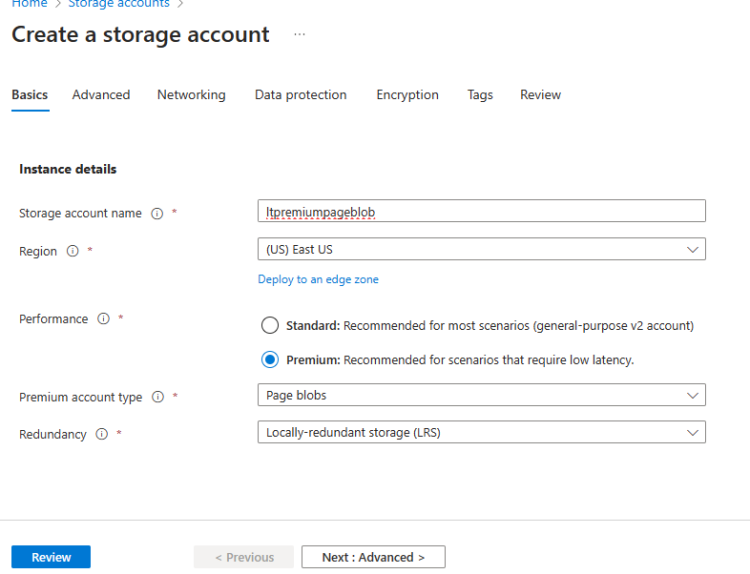 Home > Storage accounts >
Create a storage account ...
Basics Advanced Networking Data protection Encryption Tags Review
Instance details
Storage account name * ltpremiumpageblob
Region * (US) East US
Deploy to an edge zone
Performance * Standard: Recommended for most scenarios (general-purpose v2 account)
Premium: Recommended for scenarios that require low latency.
Premium account type * Page blobs
Redundancy * Locally-redundant storage (LRS)
Review < Previous Next : Advanced >